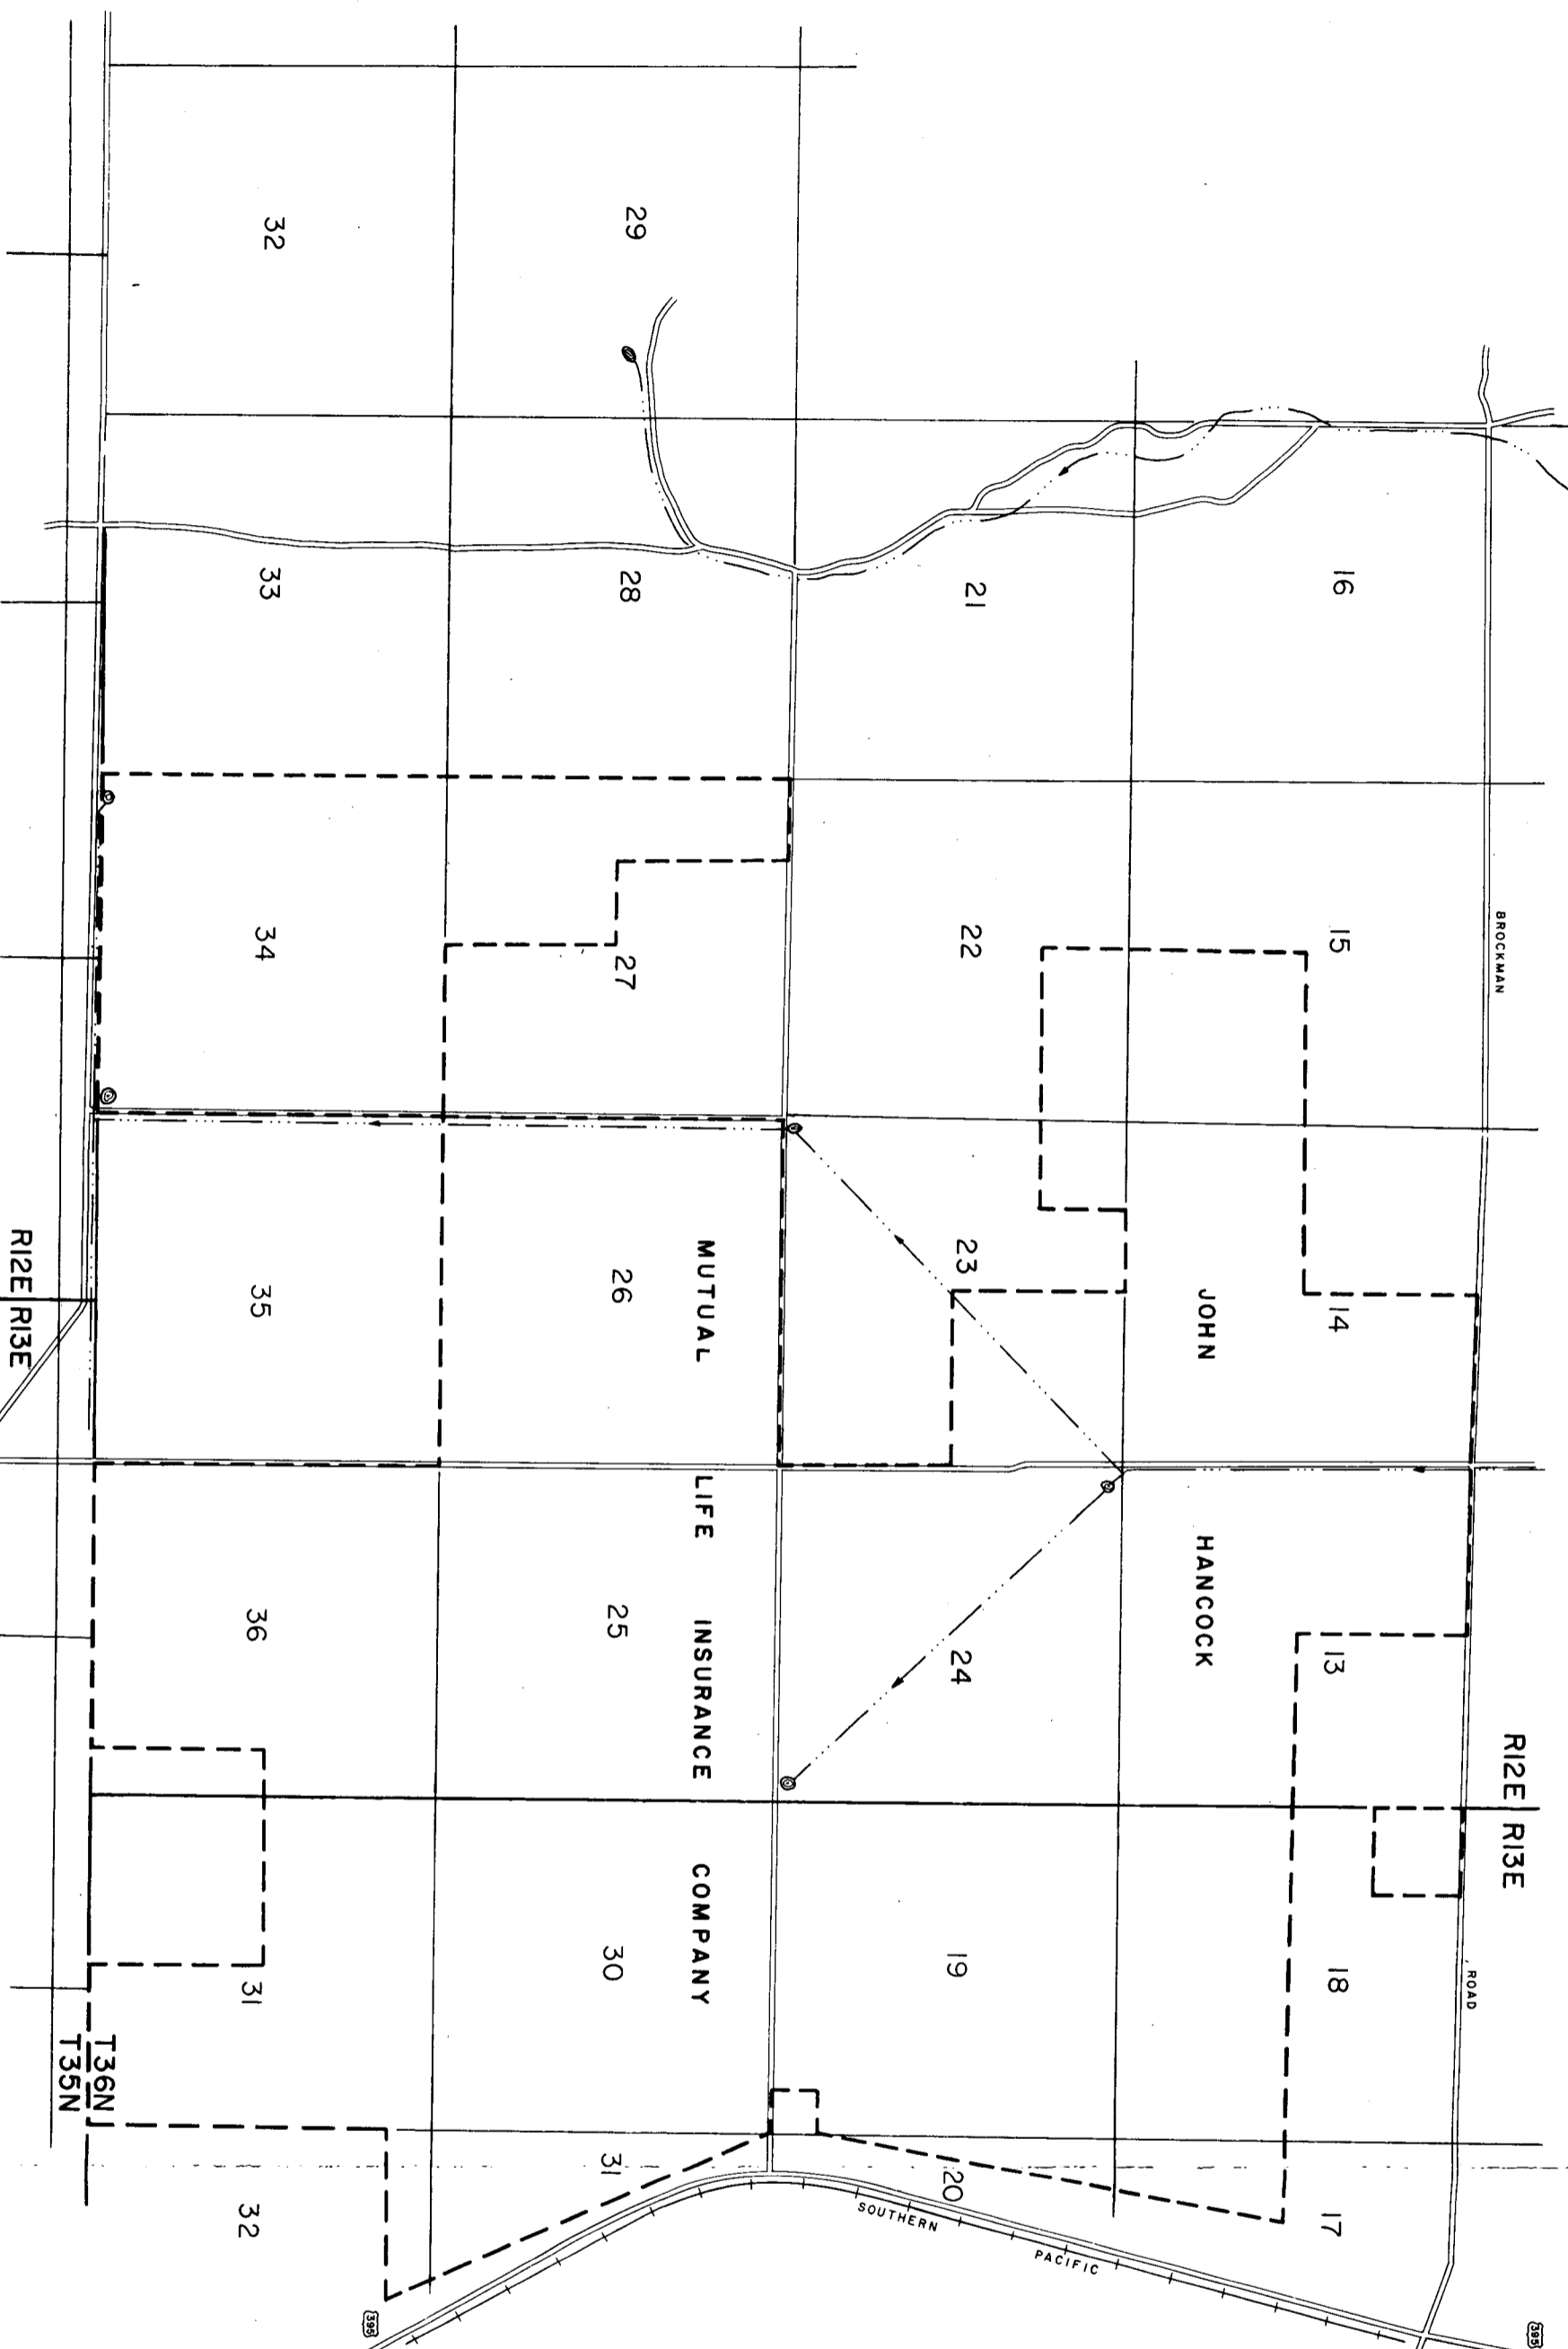 395
R12E R13E
BROCKMAN ROAD
16 15 14 13 18 17
JOHN HANCOCK
21 22 23 24 19 20
SOUTHERN PACIFIC
MUTUAL LIFE INSURANCE COMPANY
29 28 27 26 25 30 31
395
32 33 34 35 36 31 32
T36N
T35N
R12E R13E